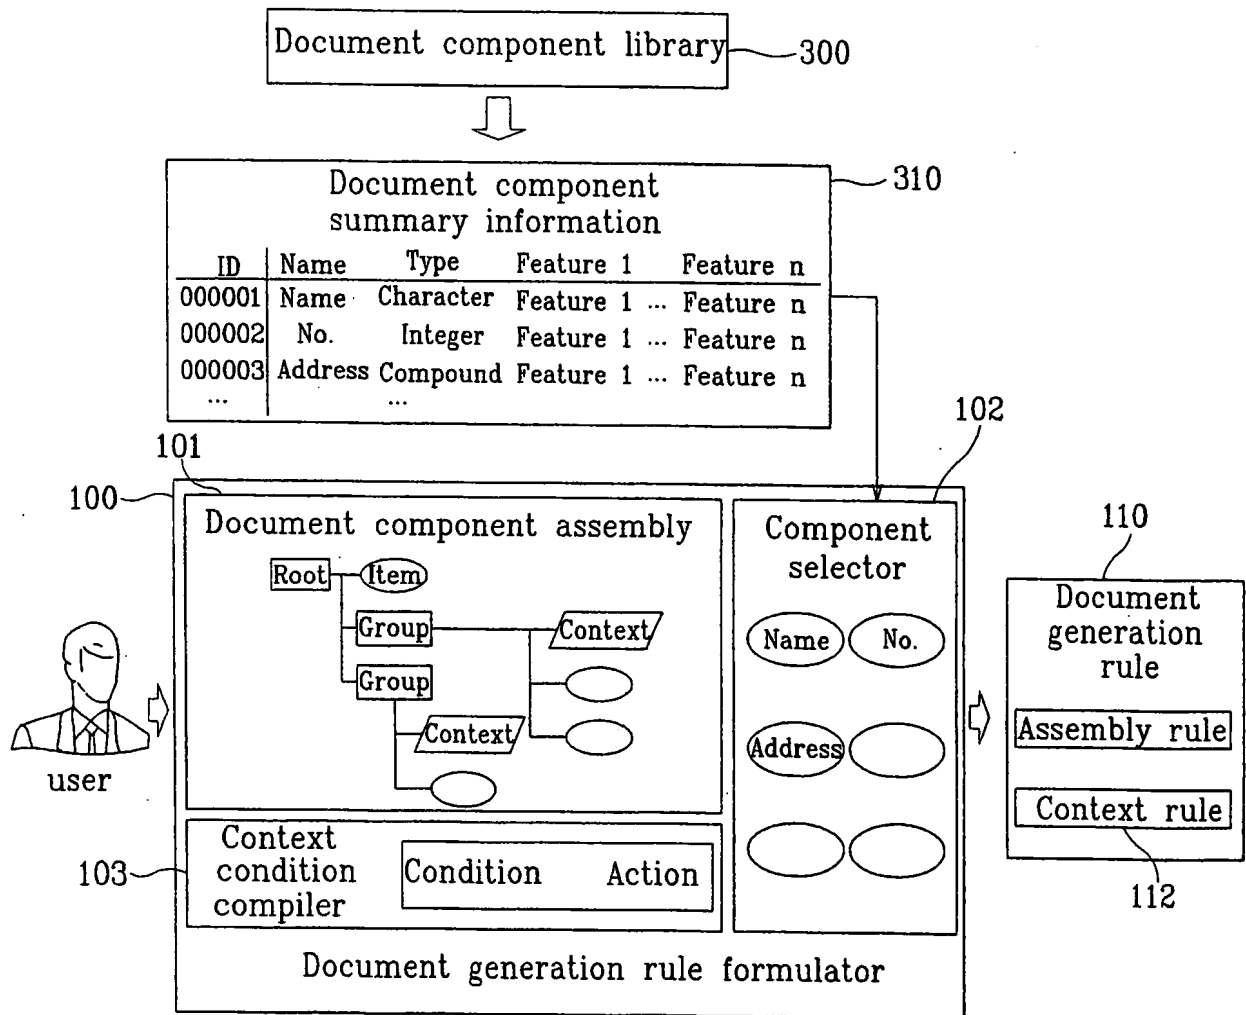 Document component library
300
Document component
summary information
310
ID Name Type Feature 1 Feature n
000001 Name Character Feature 1 ... Feature n
000002 No. Integer Feature 1 ... Feature n
000003 Address Compound Feature 1 ... Feature n
... ...
101
102
100
Document component assembly
Root Item
Group Context
Group
Context
Component
selector
Name No.
Address
110
Document
generation
rule
Assembly rule
Context rule
112
user
103
Context
condition
compiler
Condition Action
Document generation rule formulator